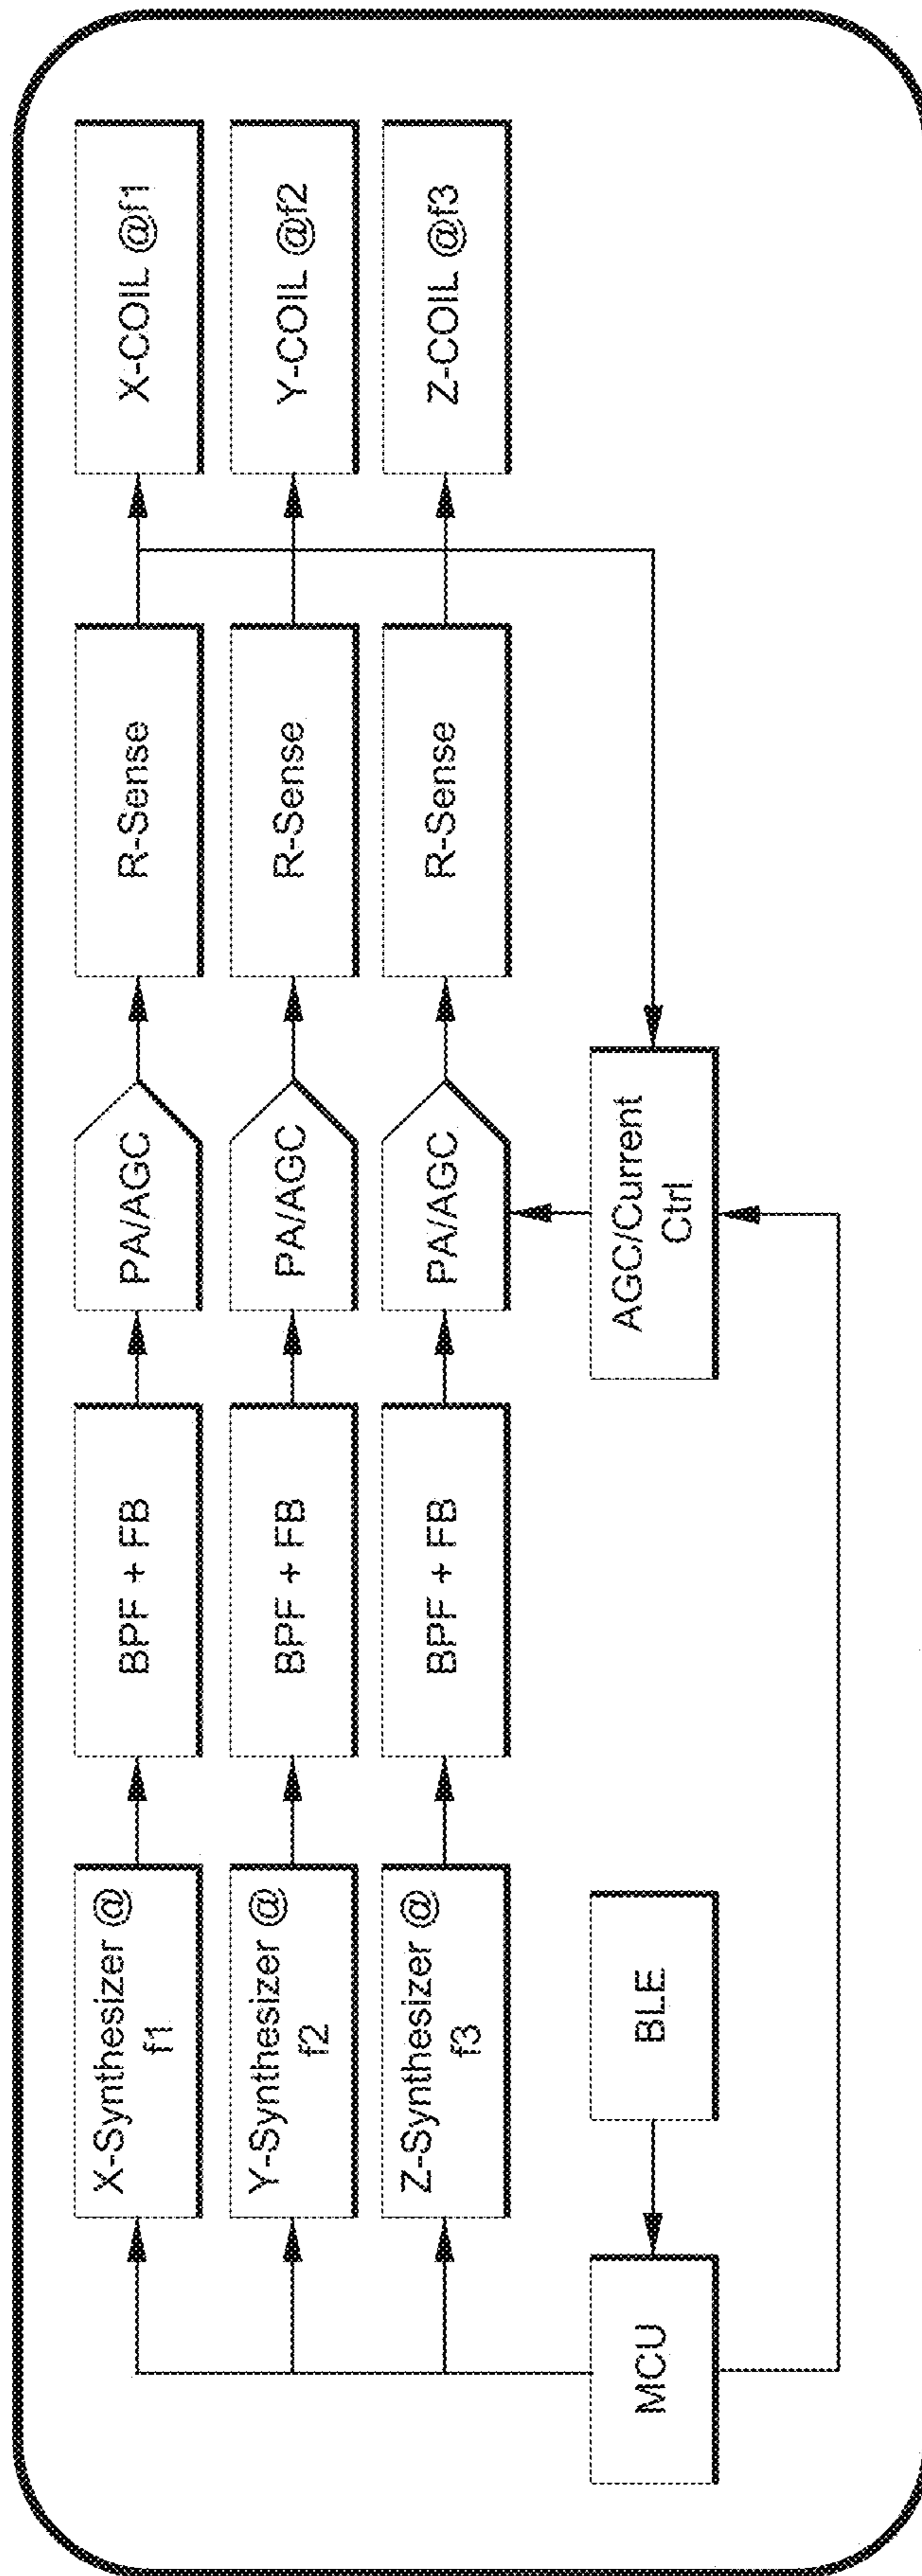 X-Synthesizer @
f1
BPF + FB
PA/AGC
R-Sense
X-COIL @f1
Y-Synthesizer @
f2
BPF + FB
PA/AGC
R-Sense
Y-COIL @f2
Z-Synthesizer @
f3
BPF + FB
PA/AGC
R-Sense
Z-COIL @f3
MCU
BLE
AGC/Current
Ctrl